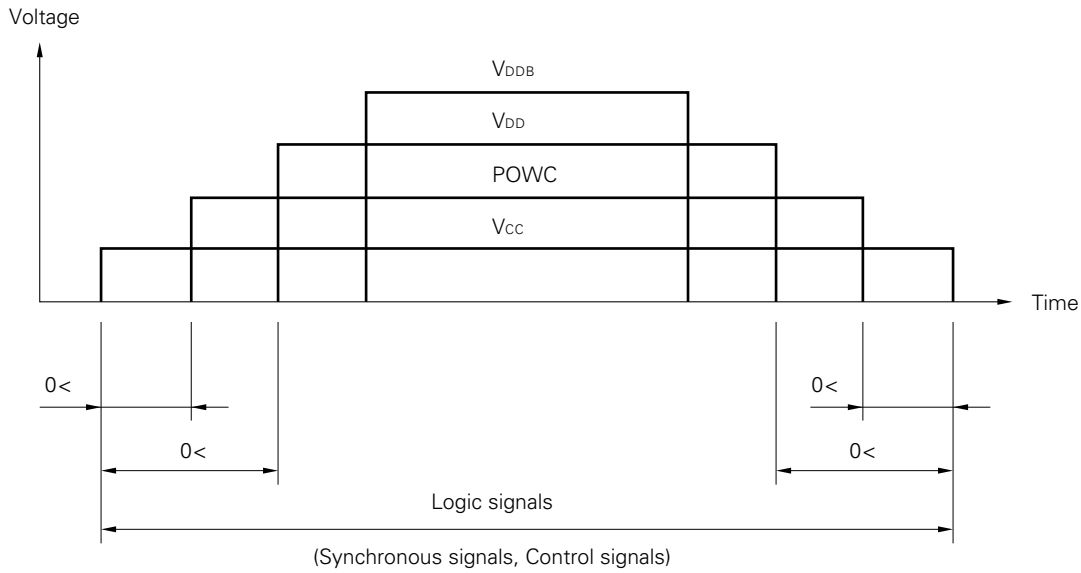 Voltage
VDDB
VDD
POWC
VCC
Time
0<
0<
0<
0<
Logic signals
(Synchronous signals, Control signals)